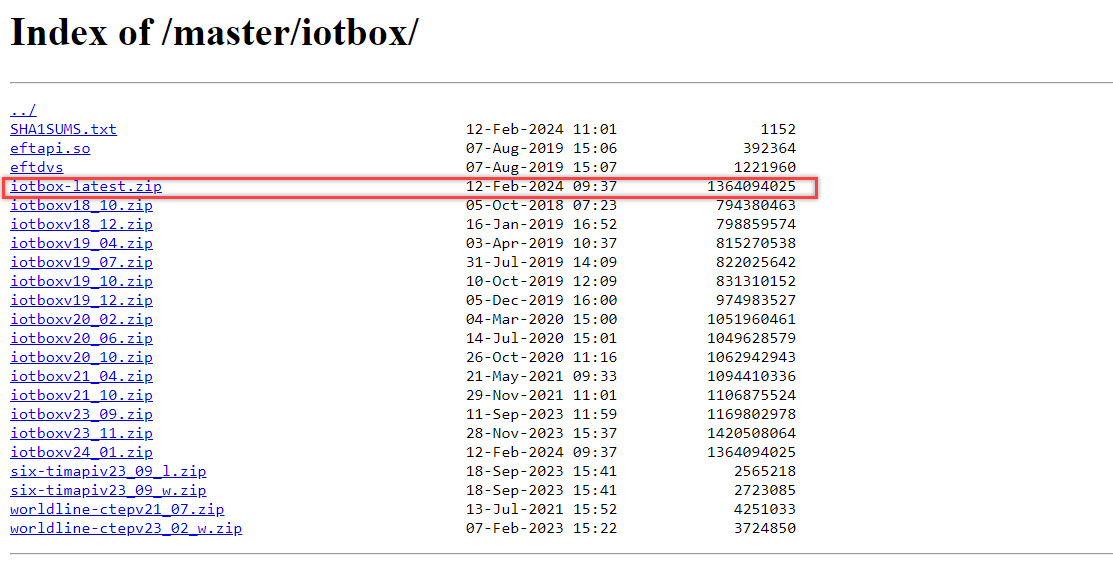 Index of /master/iotbox/
../
SHA1SUMS.txt 12-Feb-2024 11:01 1152
eftapi.so 07-Aug-2019 15:06 392364
eftdvs 07-Aug-2019 15:07 1221960
iotbox-latest.zip 12-Feb-2024 09:37 1364094025
iotboxv18_10.zip 05-Oct-2018 07:23 794380463
iotboxv18_12.zip 16-Jan-2019 16:52 798859574
iotboxv19_04.zip 03-Apr-2019 10:37 815270538
iotboxv19_07.zip 31-Jul-2019 14:09 822025642
iotboxv19_10.zip 10-Oct-2019 12:09 831310152
iotboxv19_12.zip 05-Dec-2019 16:00 974983527
iotboxv20_02.zip 04-Mar-2020 15:00 1051960461
iotboxv20_06.zip 14-Jul-2020 15:01 1049628579
iotboxv20_10.zip 26-Oct-2020 11:16 1062942943
iotboxv21_04.zip 21-May-2021 09:33 1094410336
iotboxv21_10.zip 29-Nov-2021 11:01 1106875524
iotboxv23_09.zip 11-Sep-2023 11:59 1169802978
iotboxv23_11.zip 28-Nov-2023 15:37 1420508064
iotboxv24_01.zip 12-Feb-2024 09:37 1364094025
six-timapiv23_09_l.zip 18-Sep-2023 15:41 2565218
six-timapiv23_09_w.zip 18-Sep-2023 15:41 2723085
worldline-ctepv21_07.zip 13-Jul-2021 15:52 4251033
worldline-ctepv23_02_w.zip 07-Feb-2023 15:22 3724850